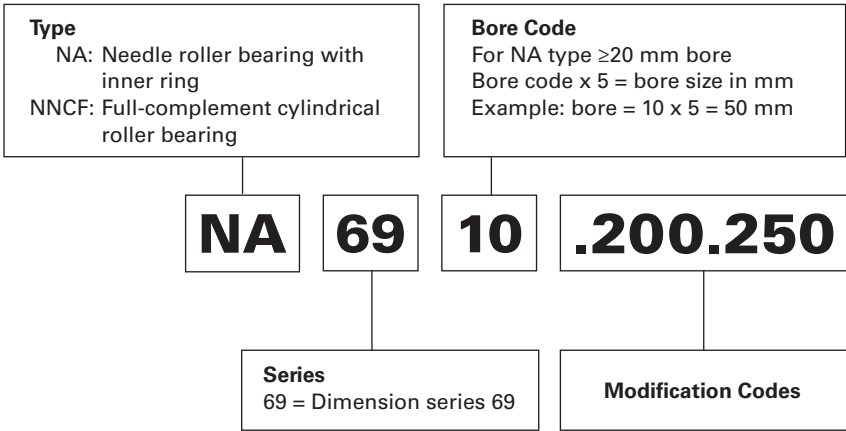 Type
NA: Needle roller bearing with
inner ring
NNCF: Full-complement cylindrical
roller bearing
Bore Code
For NA type ≥20 mm bore
Bore code x 5 = bore size in mm
Example: bore = 10 x 5 = 50 mm
NA 69 10 .200.250
Series
69 = Dimension series 69
Modification Codes